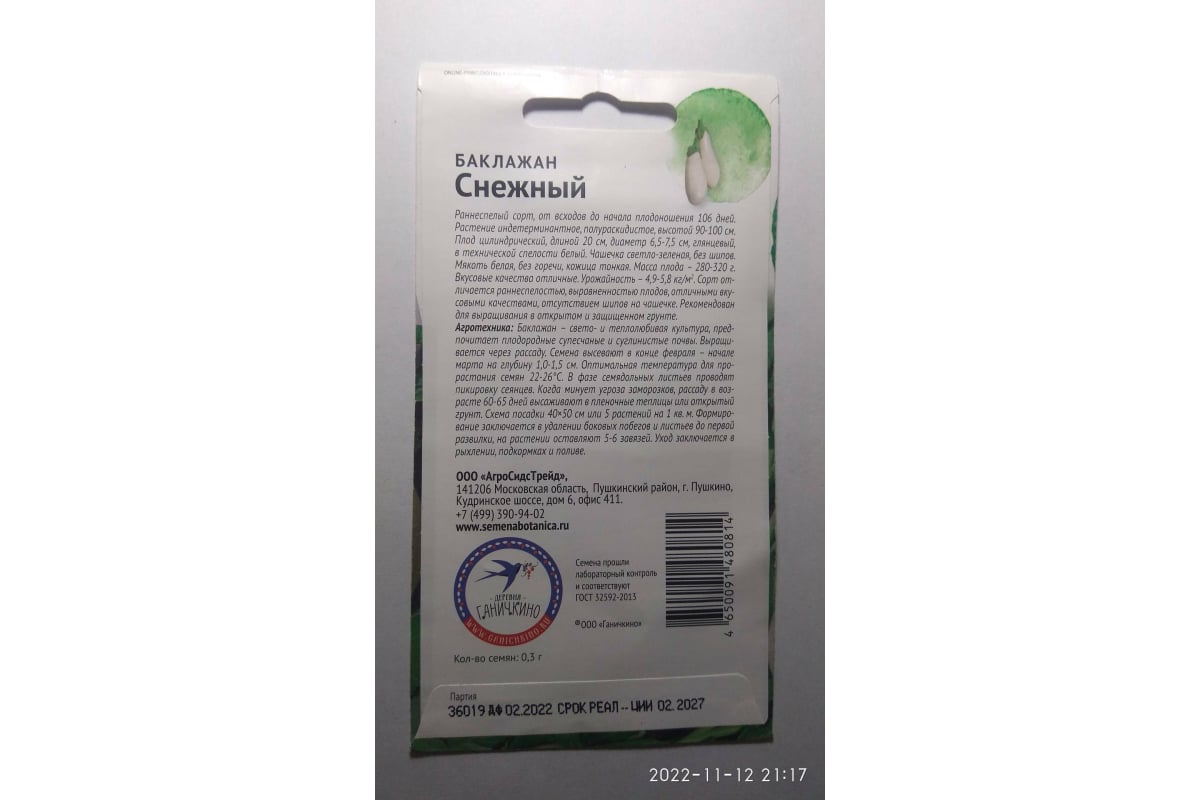 БАКЛАЖАН
Снежный
Раннеспелый сорт, от всходов до начала плодоношения 106 дней.
Растение индетерминантное, полураскидистое, высотой 90-100 см.
Плод цилиндрический, длиной 20 см, диаметр 6,5-7,5 см, глянцевый,
в технической спелости белый. Чашечка светло-зеленая, без шипов.
Мякоть белая, без горечи, кожица тонкая. Масса плода – 280-320 г.
Вкусовые качества отличные. Урожайность – 4,9-5,8 кг/м². Сорт от-
личается раннеспелостью, выравненностью плодов, отличными вку-
совыми качествами, отсутствием шипов на чашечке. Рекомендован
для выращивания в открытом и защищенном грунте.
Агротехника: Баклажан – свето- и теплолюбивая культура, пред-
почитает плодородные супесчаные и суглинистые почвы. Выращи-
вается через рассаду. Семена высевают в конце февраля – начале
марта на глубину 1,0-1,5 см. Оптимальная температура для про-
растания семян 22-26°С. В фазе семядольных листьев проводят
пикировку сеянцев. Когда минует угроза заморозков, рассаду в воз-
расте 60-65 дней высаживают в пленочные теплицы или открытый
грунт. Схема посадки 40×50 см или 5 растений на 1 кв. м. Формиро-
вание заключается в удалении боковых побегов и листьев до первой
развилки, на растении оставляют 5-6 завязей. Уход заключается в
рыхлении, подкормках и поливе.
ООО «АгроСидсТрейд»,
141206 Московская область, Пушкинский район, г. Пушкино,
Кудринское шоссе, дом 6, офис 411.
+7 (499) 390-94-02
www.semenabotanica.ru
- ДЕРЕВНЯ -
ГАНИЧКИНО
WWW.GANICHKINO.RU
Семена прошли
лабораторный контроль
и соответствуют
ГОСТ 32592-2013
®ООО «Ганичкино»
4 650091 480814
Кол-во семян: 0,3 г
Партия
36019 ДФ 02.2022 СРОК РЕАЛ -- ЦИИ 02. 2027
2022-11-12 21:17